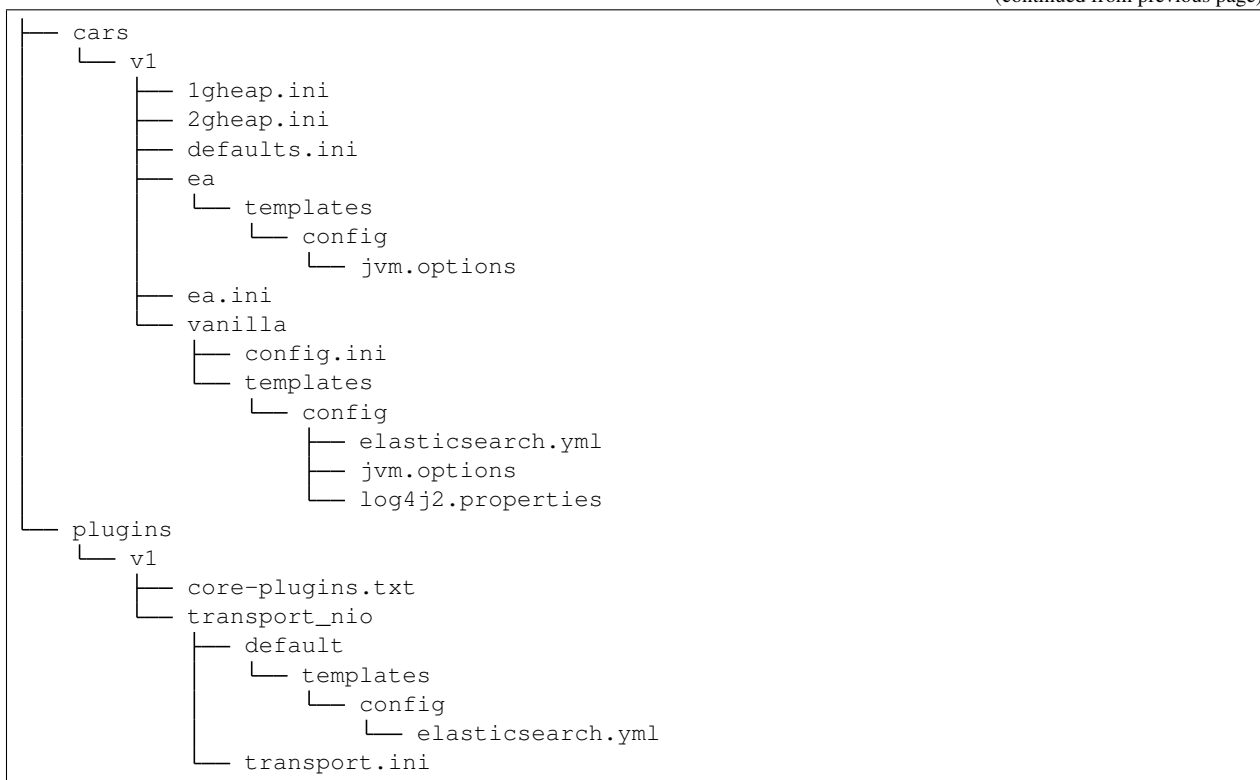 (continued from previous page)
├── cars
│   └── v1
│       ├── 1gheap.ini
│       ├── 2gheap.ini
│       ├── defaults.ini
│       ├── ea
│       │   └── templates
│       │       └── config
│       │           └── jvm.options
│       ├── ea.ini
│       └── vanilla
│           ├── config.ini
│           └── templates
│               └── config
│                   ├── elasticsearch.yml
│                   ├── jvm.options
│                   └── log4j2.properties
└── plugins
    └── v1
        ├── core-plugins.txt
        └── transport_nio
            ├── default
            │   └── templates
            │       └── config
            │           └── elasticsearch.yml
            └── transport.ini